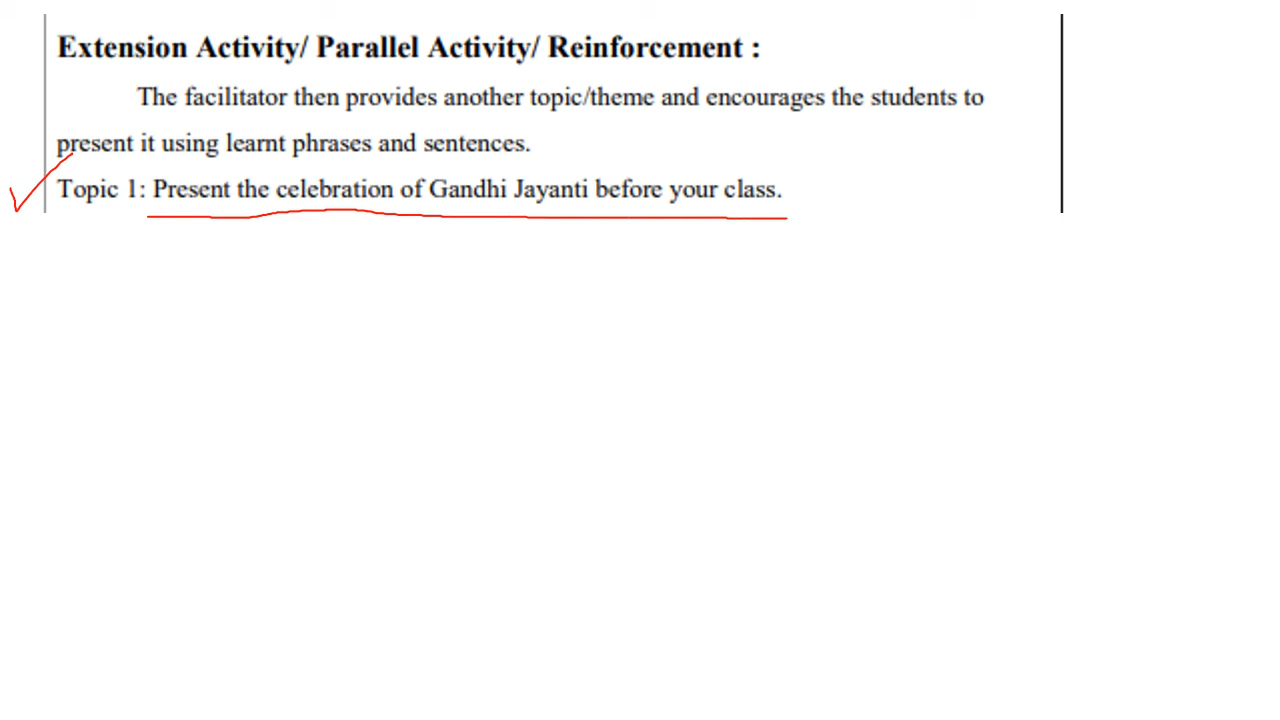 Extension Activity/ Parallel Activity/ Reinforcement :
The facilitator then provides another topic/theme and encourages the students to
present it using learnt phrases and sentences.
Topic 1: Present the celebration of Gandhi Jayanti before your class.